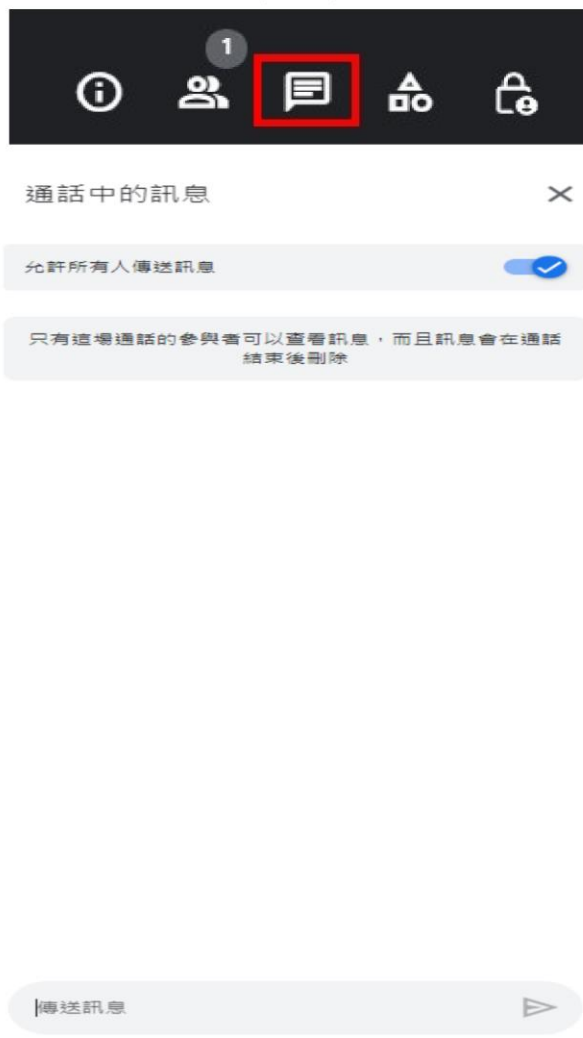 1
通話中的訊息
允許所有人傳送訊息
只有這場通話的參與者可以查看訊息，而且訊息會在通話
結束後刪除
傳送訊息